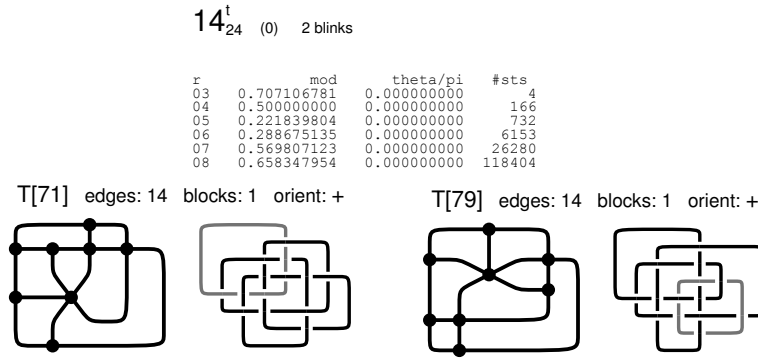 14^t_24 (0) 2 blinks
r mod theta/pi #sts
03 0.707106781 0.000000000 4
04 0.500000000 0.000000000 166
05 0.221839804 0.000000000 732
06 0.288675135 0.000000000 6153
07 0.569807123 0.000000000 26280
08 0.658347954 0.000000000 118404
T[71] edges: 14 blocks: 1 orient: +
T[79] edges: 14 blocks: 1 orient: +